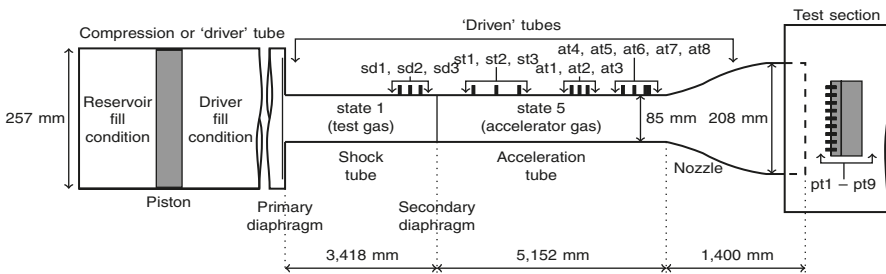 Test section
Compression or ‘driver’ tube
‘Driven’ tubes
at4, at5, at6, at7, at8
st1, st2, st3
sd1, sd2, sd3
at1, at2, at3
257 mm
Reservoir
fill
condition
Driver
fill
condition
state 1
(test gas)
state 5
(accelerator gas)
85 mm
208 mm
Shock
tube
Acceleration
tube
Nozzle
pt1 – pt9
Piston
Primary
diaphragm
Secondary
diaphragm
3,418 mm
5,152 mm
1,400 mm